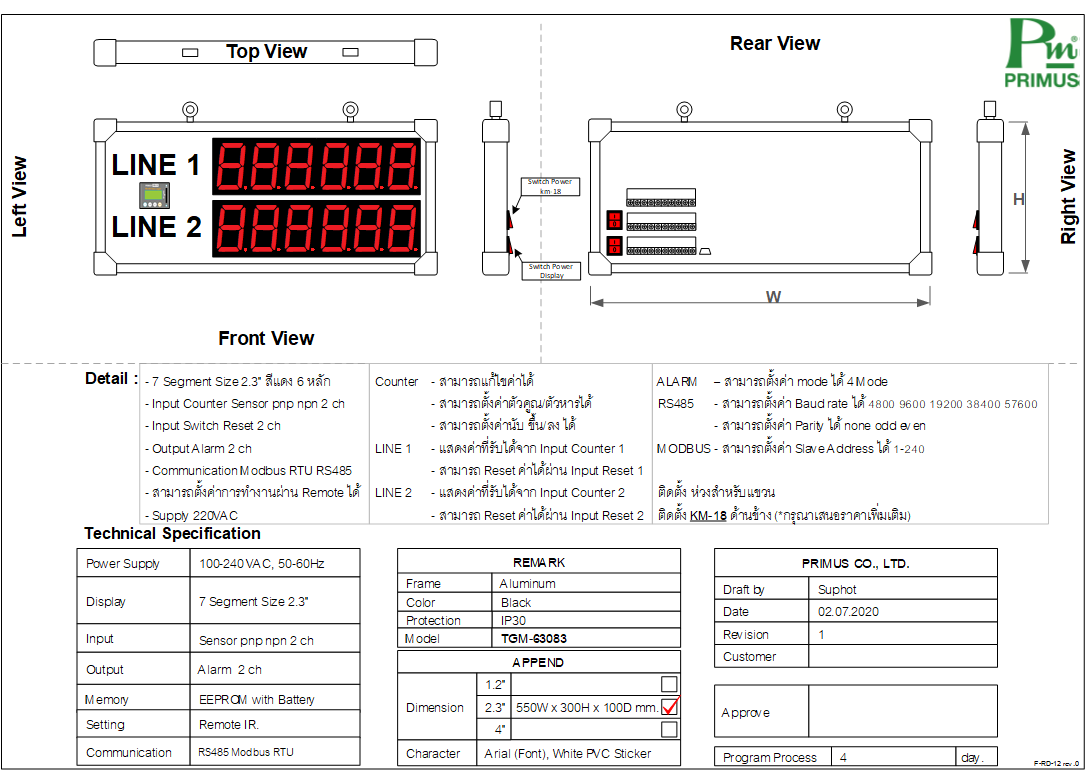 Top View
Rear View
Pm®
PRIMUS
Left View
LINE 1
LINE 2
Switch Power
km-18
Switch Power
Display
H
W
Right View
Front View
Detail :
- 7 Segment Size 2.3" สีแดง 6 หลัก
- Input Counter Sensor pnp npn 2 ch
- Input Switch Reset 2 ch
- Output Alarm 2 ch
- Communication Modbus RTU RS485
- สามารถตั้งค่าการทำงานผ่าน Remote ได้
- Supply 220VAC
Counter - สามารถแก้ไขค่าได้
- สามารถตั้งค่าตัวคูณ/ตัวหารได้
- สามารถตั้งค่านับ ขึ้น/ลง ได้
LINE 1 - แสดงค่าที่รับได้จาก Input Counter 1
- สามารถ Reset ค่าได้ผ่าน Input Reset 1
LINE 2 - แสดงค่าที่รับได้จาก Input Counter 2
- สามารถ Reset ค่าได้ผ่าน Input Reset 2
ALARM – สามารถตั้งค่า mode ได้ 4 Mode
RS485 - สามารถตั้งค่า Baud rate ได้ 4800 9600 19200 38400 57600
- สามารถตั้งค่า Parity ได้ none odd even
MODBUS - สามารถตั้งค่า Slave Address ได้ 1-240
ติดตั้ง ห่วงสำหรับแขวน
ติดตั้ง KM-18 ด้านข้าง (*กรุณาเสนอราคาเพิ่มเติม)
Technical Specification
Power Supply 100-240VAC, 50-60Hz
Display 7 Segment Size 2.3"
Input Sensor pnp npn 2 ch
Output Alarm 2 ch
Memory EEPROM with Battery
Setting Remote IR.
Communication RS485 Modbus RTU
REMARK
Frame Aluminum
Color Black
Protection IP30
Model TGM-63083
APPEND
Dimension
1.2"
2.3" 550W x 300H x 100D mm.
4"
Character Arial (Font), White PVC Sticker
PRIMUS CO., LTD.
Draft by Suphot
Date 02.07.2020
Revision 1
Customer
Approve
Program Process 4 day.
F-RD-12 rev.0